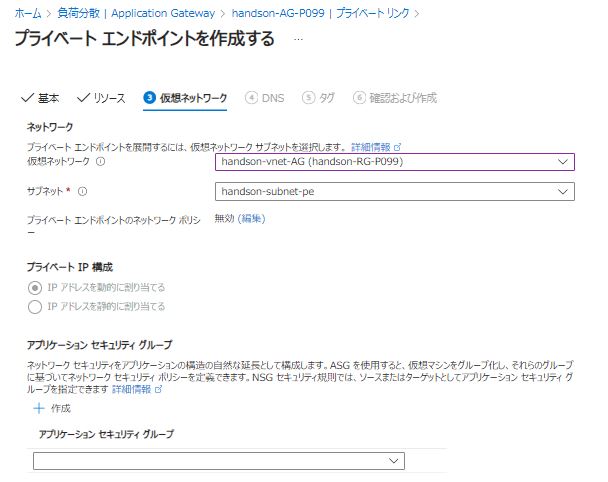 ホーム > 負荷分散 | Application Gateway > handson-AG-P099 | プライベート リンク >
プライベート エンドポイントを作成する ...
✓ 基本 ✓ リソース 3 仮想ネットワーク 4 DNS 5 タグ 6 確認および作成
ネットワーク
プライベート エンドポイントを展開するには、仮想ネットワーク サブネットを選択します。 詳細情報
仮想ネットワーク handson-vnet-AG (handson-RG-P099)
サブネット * handson-subnet-pe
プライベート エンドポイントのネットワーク ポリシ 無効 (編集)
ー
プライベート IP 構成
IP アドレスを動的に割り当てる
IP アドレスを静的に割り当てる
アプリケーション セキュリティ グループ
ネットワーク セキュリティをアプリケーションの構造の自然な延長として構成します。ASG を使用すると、仮想マシンをグループ化し、それらのグループ
に基づいてネットワーク セキュリティ ポリシーを定義できます。NSG セキュリティ規則では、ソースまたはターゲットとしてアプリケーション セキュリティ グ
ループを指定できます 詳細情報
+ 作成
アプリケーション セキュリティ グループ